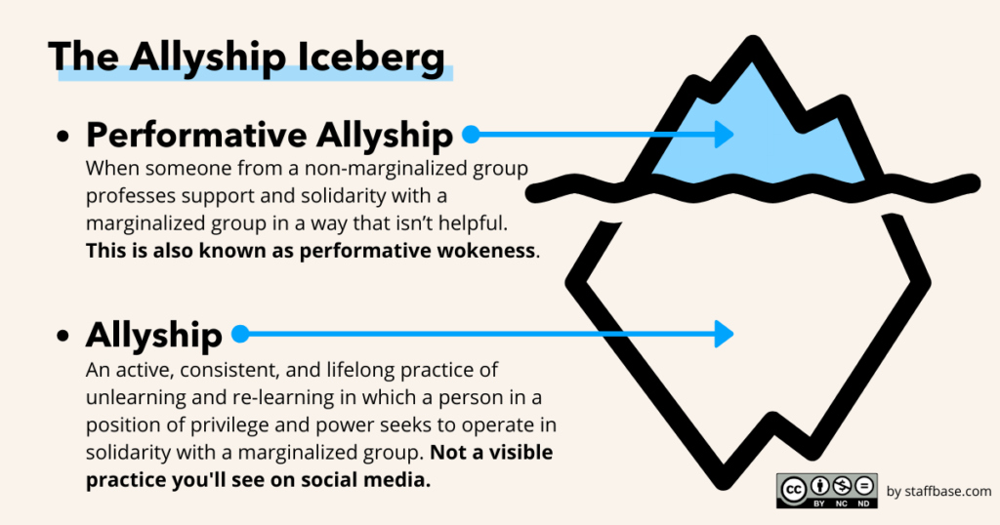 The Allyship Iceberg
• Performative Allyship
When someone from a non-marginalized group
professes support and solidarity with a
marginalized group in a way that isn’t helpful.
This is also known as performative wokeness.
• Allyship
An active, consistent, and lifelong practice of
unlearning and re-learning in which a person in a
position of privilege and power seeks to operate in
solidarity with a marginalized group. Not a visible
practice you'll see on social media.
cc
BY NC ND
by staffbase.com